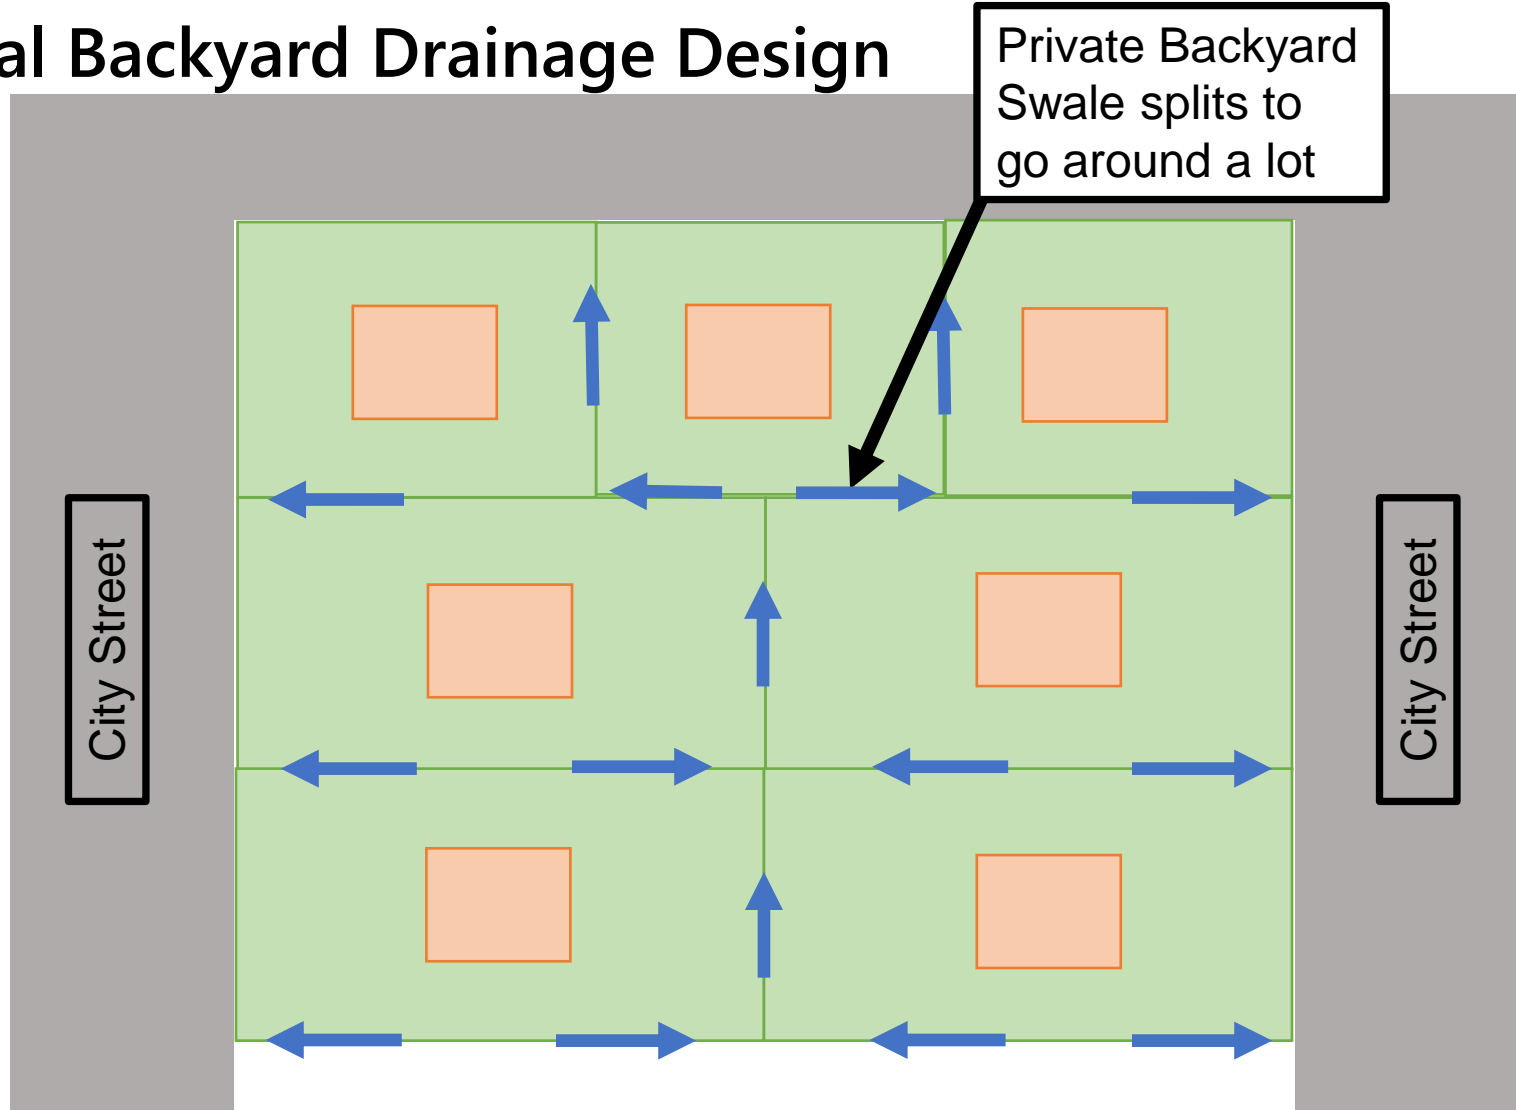 al Backyard Drainage Design
Private Backyard
Swale splits to
go around a lot
City Street
City Street